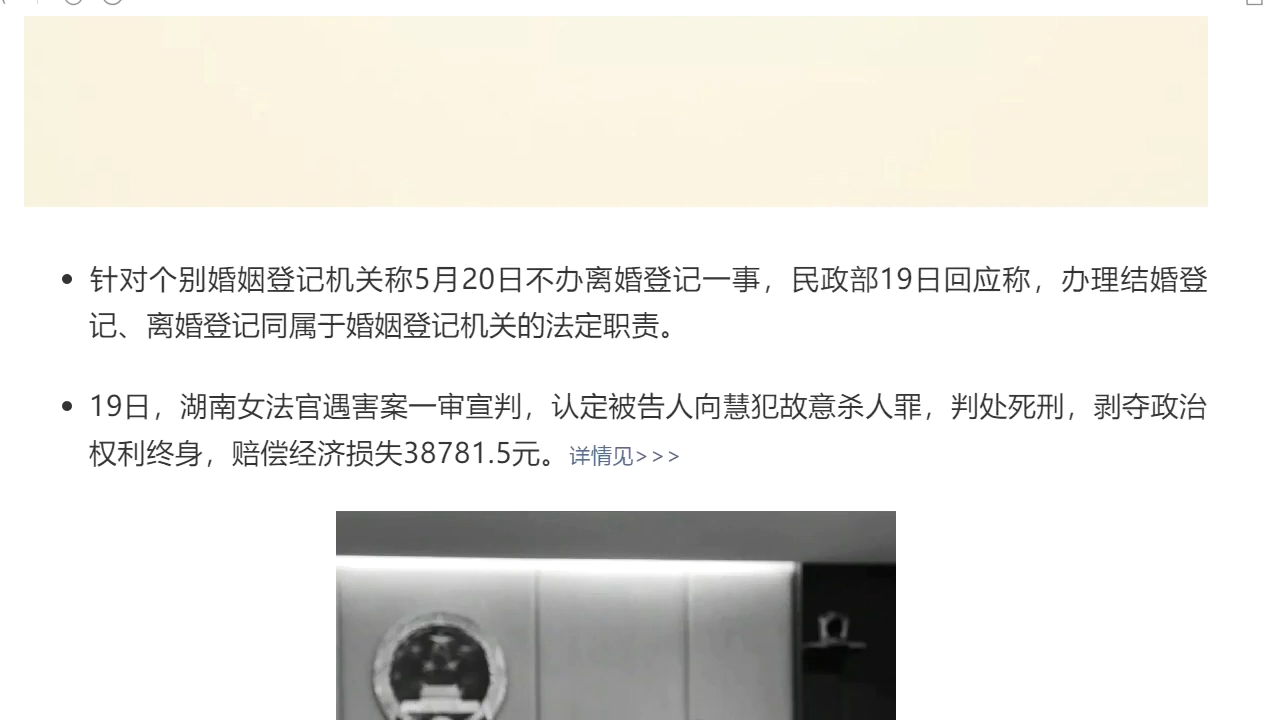 针对个别婚姻登记机关称5月20日不办离婚登记一事，民政部19日回应称，办理结婚登
记、离婚登记同属于婚姻登记机关的法定职责。
19日，湖南女法官遇害案一审宣判，认定被告人向慧犯故意杀人罪，判处死刑，剥夺政治
权利终身，赔偿经济损失38781.5元。详情见>>>